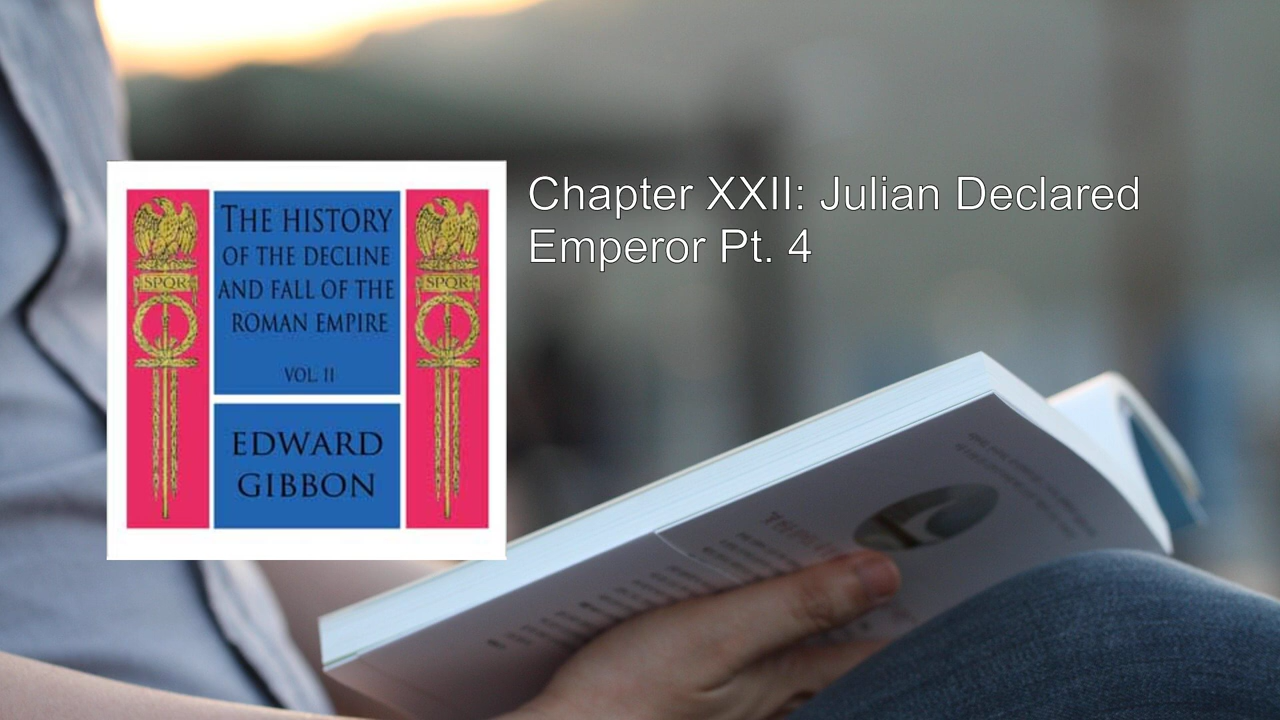 Chapter XXII: Julian Declared
Emperor Pt. 4
THE HISTORY
OF THE DECLINE
AND FALL OF THE
ROMAN EMPIRE
VOL. II
EDWARD
GIBBON
SPQR
SPQR